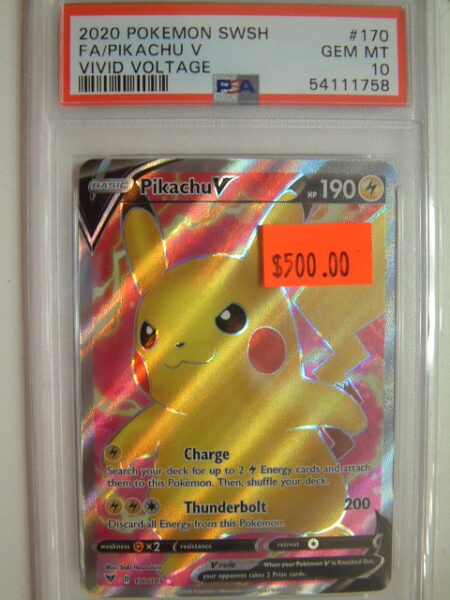 2020 POKEMON SWSH #170
FA/PIKACHU V GEM MT
VIVID VOLTAGE 10
PSA 54111758
BASIC Pikachu V HP 190
$500.00
Charge
Search your deck for up to 2 Energy cards and attach
them to this Pokémon. Then, shuffle your deck.
Thunderbolt 200
Discard all Energy from this Pokémon.
weakness ×2 resistance retreat
V rule When your Pokémon V is Knocked Out,
your opponent takes 2 Prize cards.
170/185